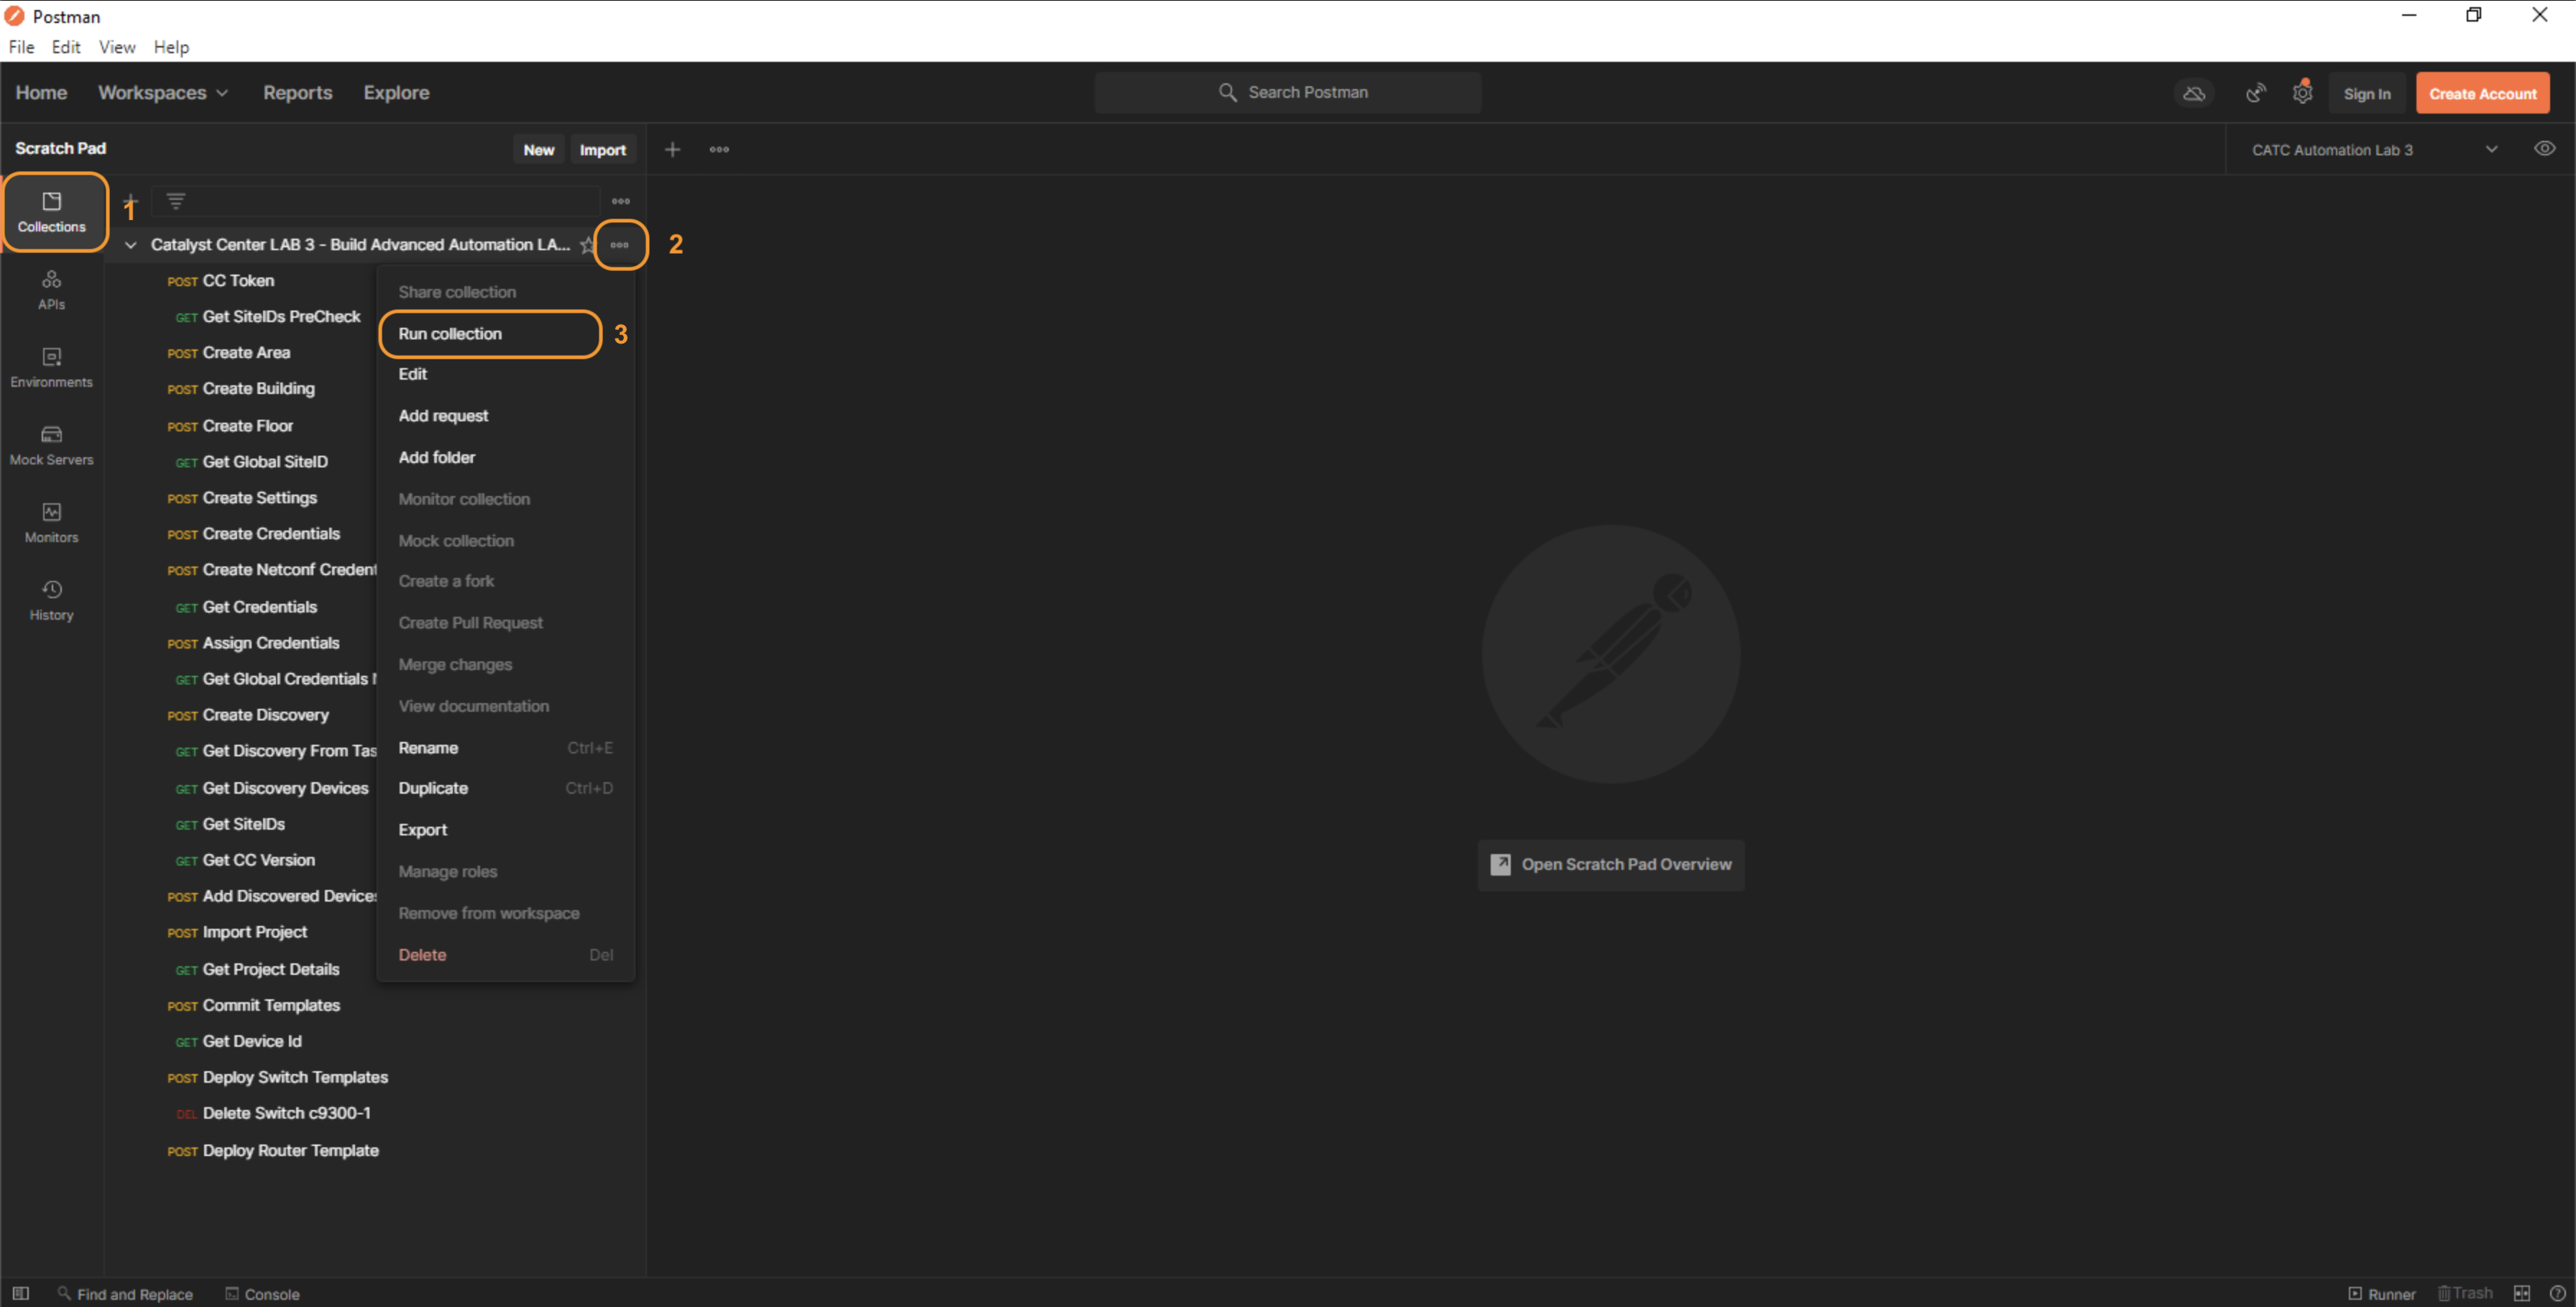 Postman
File Edit View Help
Home Workspaces Reports Explore
Search Postman
Sign In
Create Account
Scratch Pad
New
Import
CATC Automation Lab 3
Collections
1
Catalyst Center LAB 3 - Build Advanced Automation LA...
2
APIs
Environments
Mock Servers
Monitors
History
POST CC Token
GET Get SiteIDs PreCheck
POST Create Area
POST Create Building
POST Create Floor
GET Get Global SiteID
POST Create Settings
POST Create Credentials
POST Create Netconf Credent
GET Get Credentials
POST Assign Credentials
GET Get Global Credentials
POST Create Discovery
GET Get Discovery From Tas
GET Get Discovery Devices
GET Get SiteIDs
GET Get CC Version
POST Add Discovered Devices
POST Import Project
GET Get Project Details
POST Commit Templates
GET Get Device Id
POST Deploy Switch Templates
DEL Delete Switch c9300-1
POST Deploy Router Template
Share collection
Run collection
3
Edit
Add request
Add folder
Monitor collection
Mock collection
Create a fork
Create Pull Request
Merge changes
View documentation
Rename Ctrl+E
Duplicate Ctrl+D
Export
Manage roles
Remove from workspace
Delete Del
Open Scratch Pad Overview
Find and Replace
Console
Runner
Trash